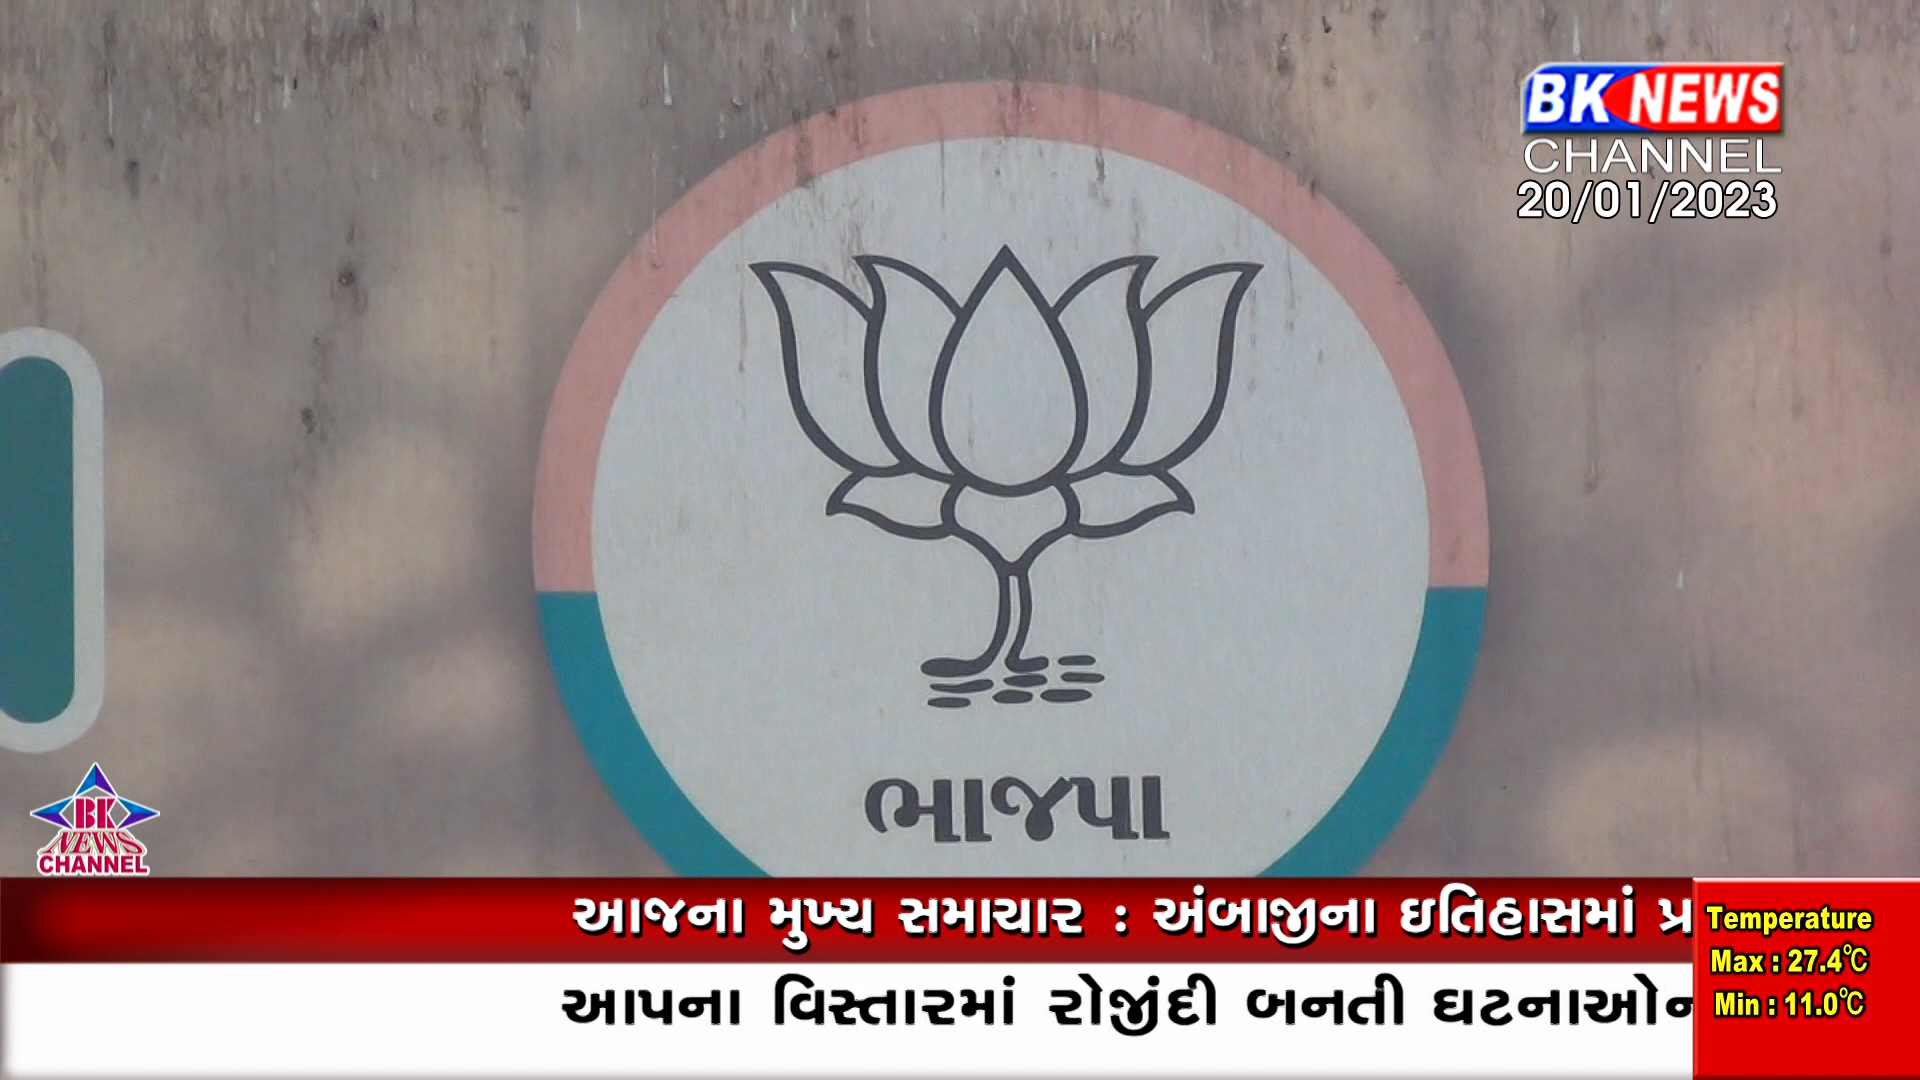 BK NEWS
CHANNEL
20/01/2023
ભાજપા
BK
NEWS
CHANNEL
આજના મુખ્ય સમાચાર : અંબાજીના ઇતિહાસમાં પ્ર
આપના વિસ્તારમાં રોજીંદી બનતી ઘટનાઓન
Temperature
Max : 27.4°C
Min : 11.0°C